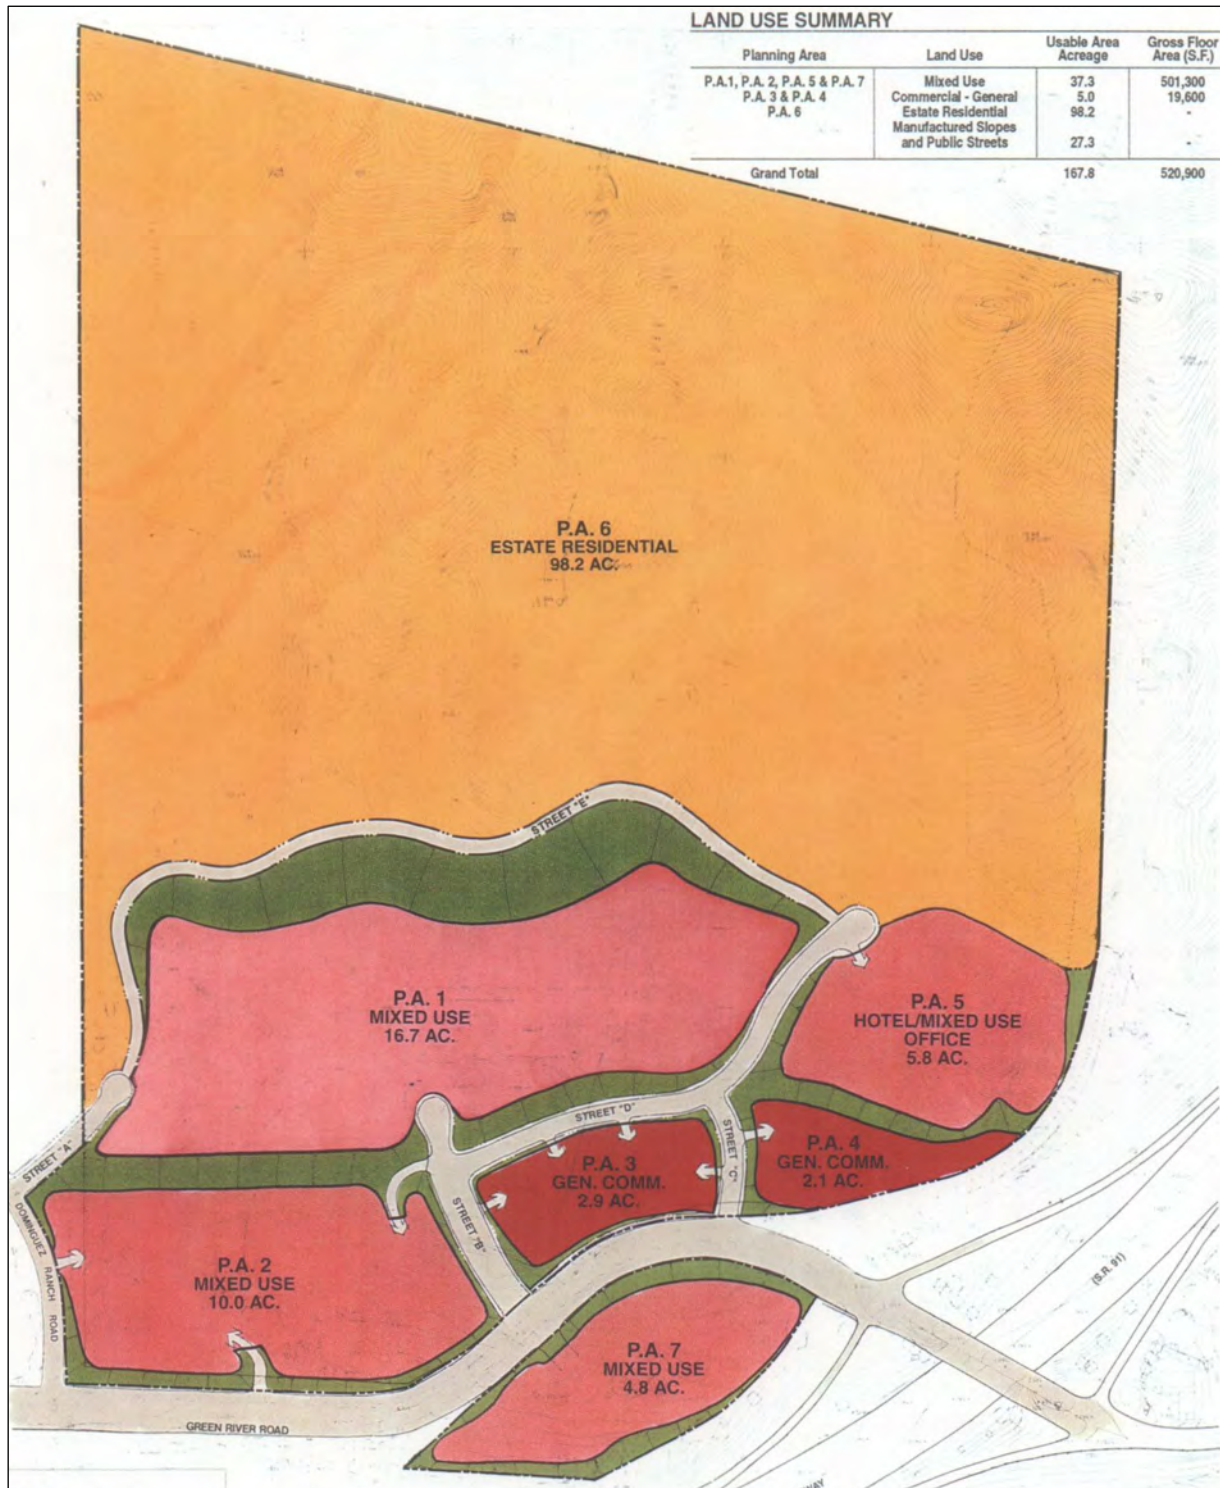 LAND USE SUMMARY
Planning Area Land Use Usable Area Acreage Gross Floor Area (S.F.)
P.A.1, P.A. 2, P.A. 5 & P.A. 7 Mixed Use 37.3 501,300
P.A. 3 & P.A. 4 Commercial - General 5.0 19,600
P.A. 6 Estate Residential 98.2 -
Manufactured Slopes
and Public Streets 27.3 -
Grand Total 167.8 520,900
P.A. 6
ESTATE RESIDENTIAL
98.2 AC.
STREET "E"
P.A. 1
MIXED USE
16.7 AC.
P.A. 5
HOTEL/MIXED USE
OFFICE
5.8 AC.
STREET "A"
STREET "D"
STREET "C"
P.A. 4
GEN. COMM.
2.1 AC.
P.A. 3
GEN. COMM.
2.9 AC.
STREET "B"
DOMINGUEZ RANCH ROAD
P.A. 2
MIXED USE
10.0 AC.
(S.R. 91)
P.A. 7
MIXED USE
4.8 AC.
GREEN RIVER ROAD
WAY